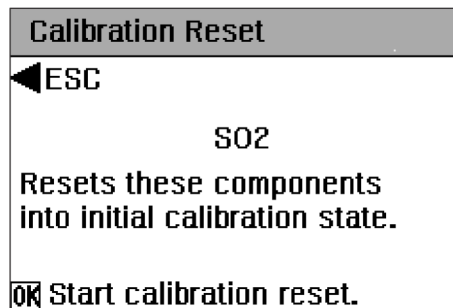 Calibration Reset
◀ESC
SO2
Resets these components
into initial calibration state.
OK Start calibration reset.